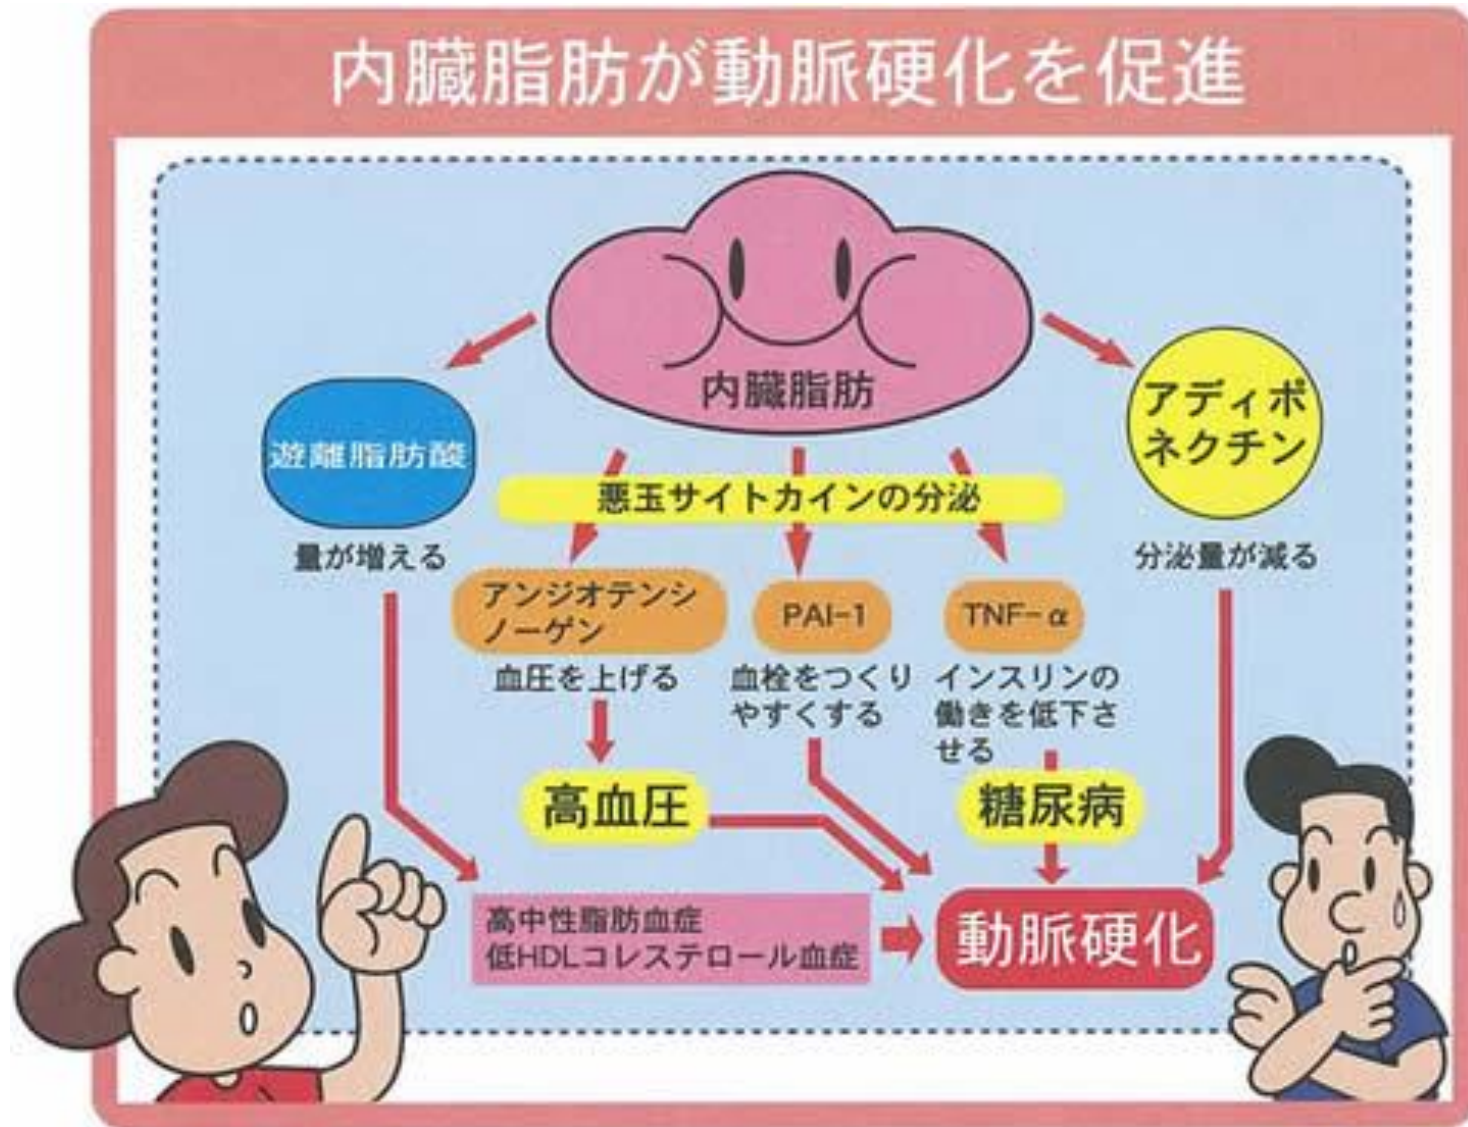 内臓脂肪が動脈硬化を促進
内臓脂肪
遊離脂肪酸
量が増える
アディポ
ネクチン
分泌量が減る
悪玉サイトカインの分泌
アンジオテンシ
ノーゲン
血圧を上げる
高血圧
PAI-1
血栓をつくり
やすくする
TNF-α
インスリンの
働きを低下さ
せる
糖尿病
高中性脂肪血症
低HDLコレステロール血症
動脈硬化